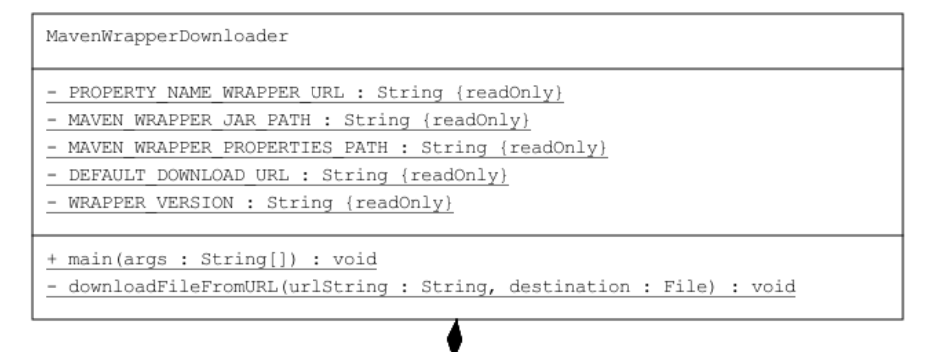 MavenWrapperDownloader
- PROPERTY_NAME_WRAPPER_URL : String {readOnly}
- MAVEN_WRAPPER_JAR_PATH : String {readOnly}
- MAVEN_WRAPPER_PROPERTIES_PATH : String {readOnly}
- DEFAULT_DOWNLOAD_URL : String {readOnly}
- WRAPPER_VERSION : String {readOnly}
+ main(args : String[]) : void
- downloadFileFromURL(urlString : String, destination : File) : void